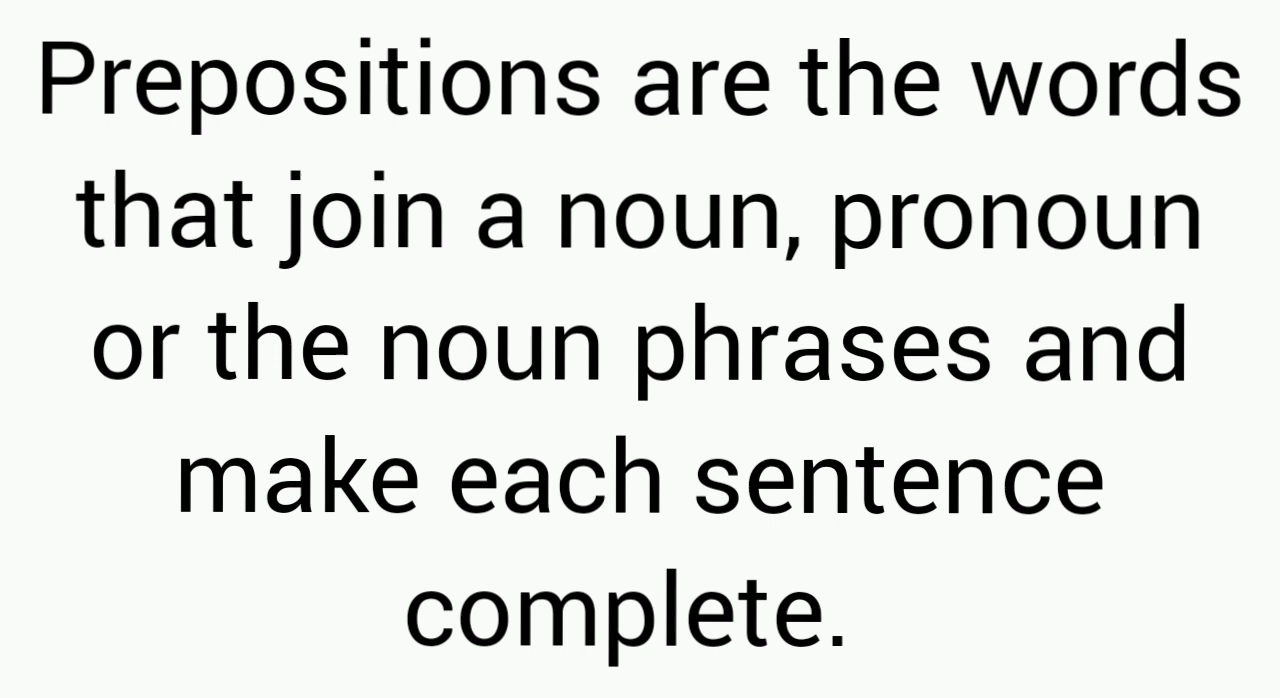 Prepositions are the words
that join a noun, pronoun
or the noun phrases and
make each sentence
complete.